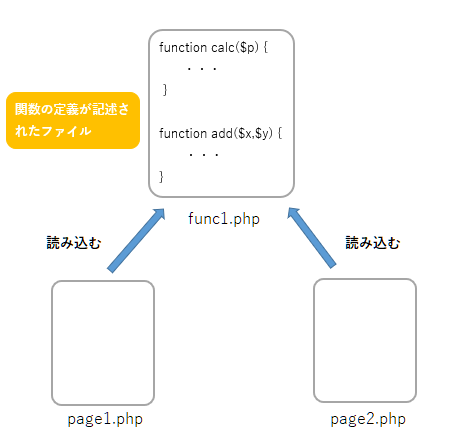 function calc($p) {
・・・
}
関数の定義が記述さ
れたファイル
function add($x,$y) {
・・・
}
func1.php
読み込む
読み込む
page1.php
page2.php